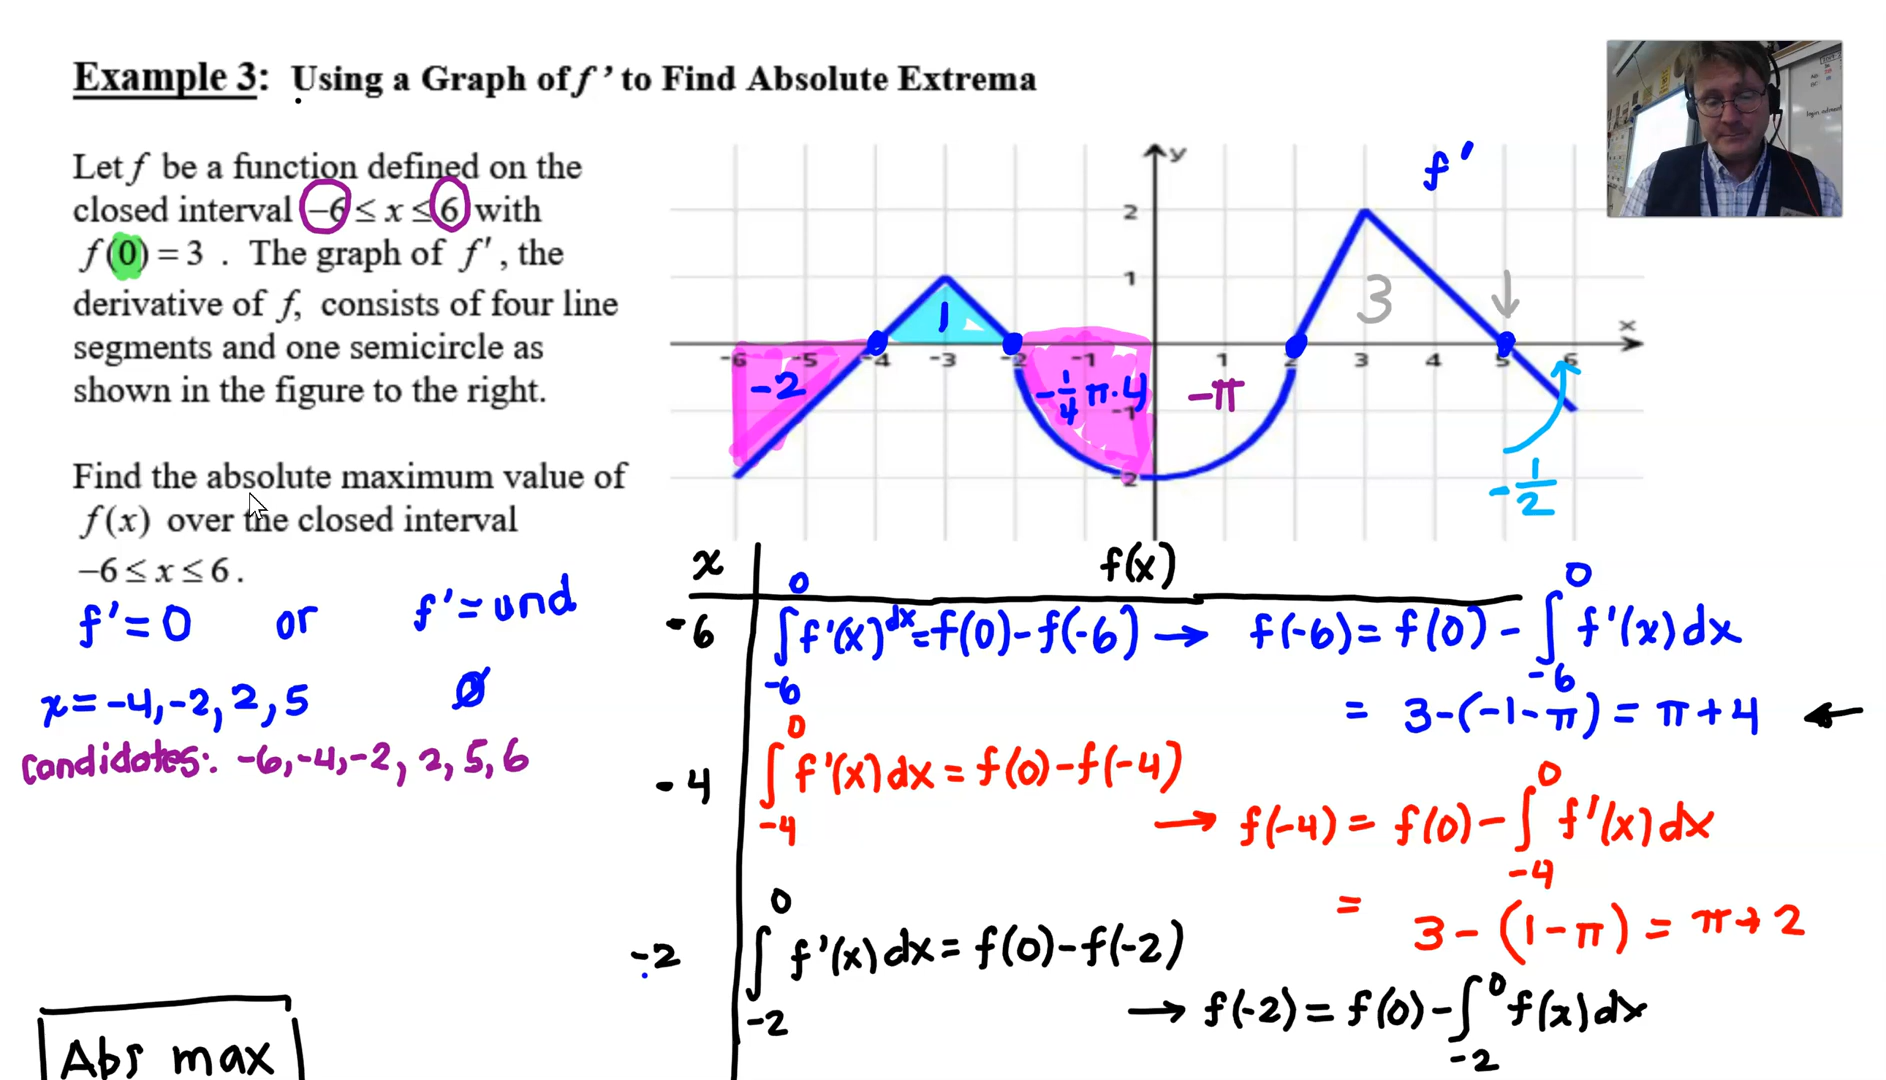 Example 3: Using a Graph of f ’ to Find Absolute Extrema
Let f be a function defined on the
closed interval −6 ≤ x ≤ 6 with
f(0) = 3 . The graph of f′, the
derivative of f, consists of four line
segments and one semicircle as
shown in the figure to the right.
Find the absolute maximum value of
f(x) over the closed interval
−6 ≤ x ≤ 6.
f' = 0 or f' = und
x = -4, -2, 2, 5 Ø
candidates: -6, -4, -2, 2, 5, 6
Abs max
y
f'
2
1
1
3
x
-6 -5 -4 -3 -2 -1 1 2 3 4 5 6
-2
-1/4 π·4
-π
-1
-2
-1/2
x f(x)
-6 ∫_{-6}^{0} f'(x) dx = f(0) - f(-6) → f(-6) = f(0) - ∫_{-6}^{0} f'(x) dx
= 3 - (-1 - π) = π + 4 ←
-4 ∫_{-4}^{0} f'(x) dx = f(0) - f(-4)
→ f(-4) = f(0) - ∫_{-4}^{0} f'(x) dx
= 3 - (1 - π) = π + 2
-2 ∫_{-2}^{0} f'(x) dx = f(0) - f(-2)
→ f(-2) = f(0) - ∫_{-2}^{0} f(x) dx